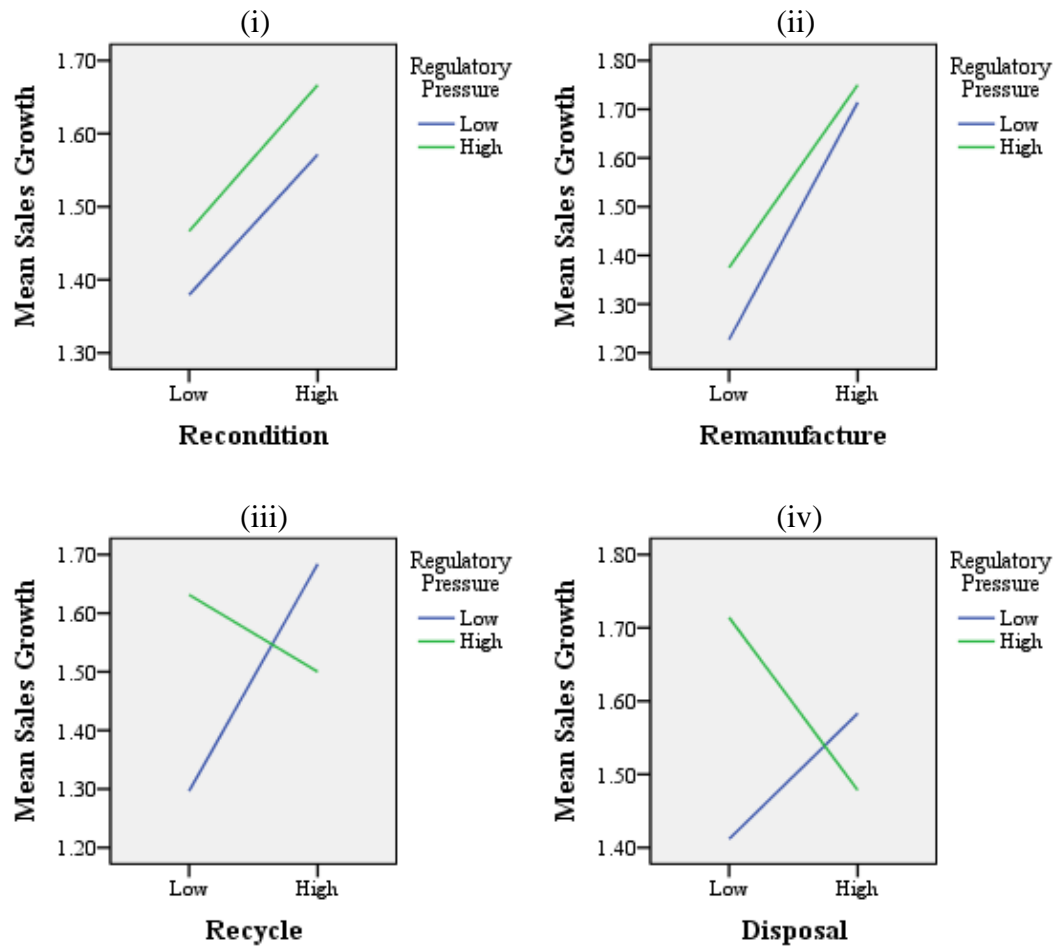 (i)
Mean Sales Growth
1.70
1.60
1.50
1.40
1.30
Low High
Recondition
Regulatory
Pressure
Low
High
(ii)
Mean Sales Growth
1.80
1.70
1.60
1.50
1.40
1.30
1.20
Low High
Remanufacture
Regulatory
Pressure
Low
High
(iii)
Mean Sales Growth
1.70
1.60
1.50
1.40
1.30
1.20
Low High
Recycle
Regulatory
Pressure
Low
High
(iv)
Mean Sales Growth
1.80
1.70
1.60
1.50
1.40
Low High
Disposal
Regulatory
Pressure
Low
High